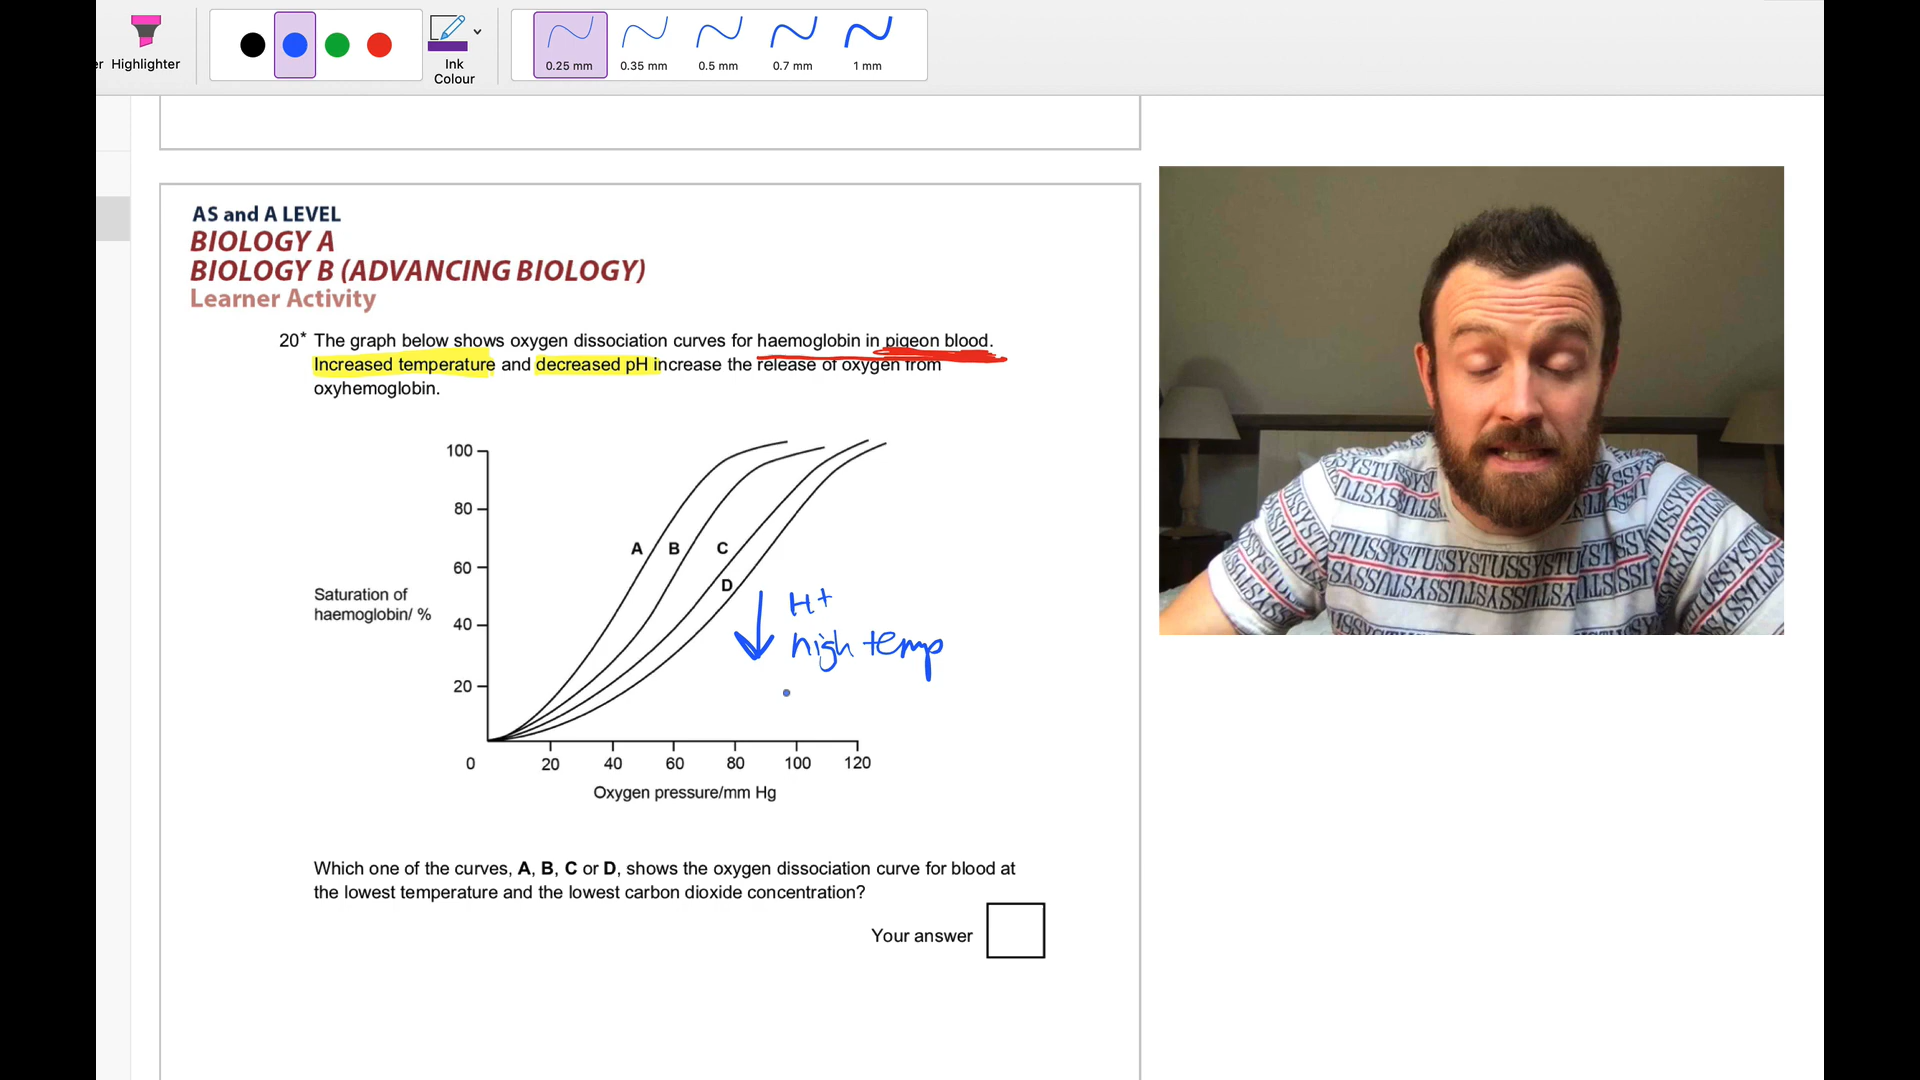 er Highlighter
Ink
Colour
0.25 mm 0.35 mm 0.5 mm 0.7 mm 1 mm
AS and A LEVEL
BIOLOGY A
BIOLOGY B (ADVANCING BIOLOGY)
Learner Activity
20* The graph below shows oxygen dissociation curves for haemoglobin in pigeon blood.
Increased temperature and decreased pH increase the release of oxygen from
oxyhemoglobin.
100
80
A B C
60
D
Saturation of
haemoglobin/ %
H+
40
high temp
20
0 20 40 60 80 100 120
Oxygen pressure/mm Hg
Which one of the curves, A, B, C or D, shows the oxygen dissociation curve for blood at
the lowest temperature and the lowest carbon dioxide concentration?
Your answer